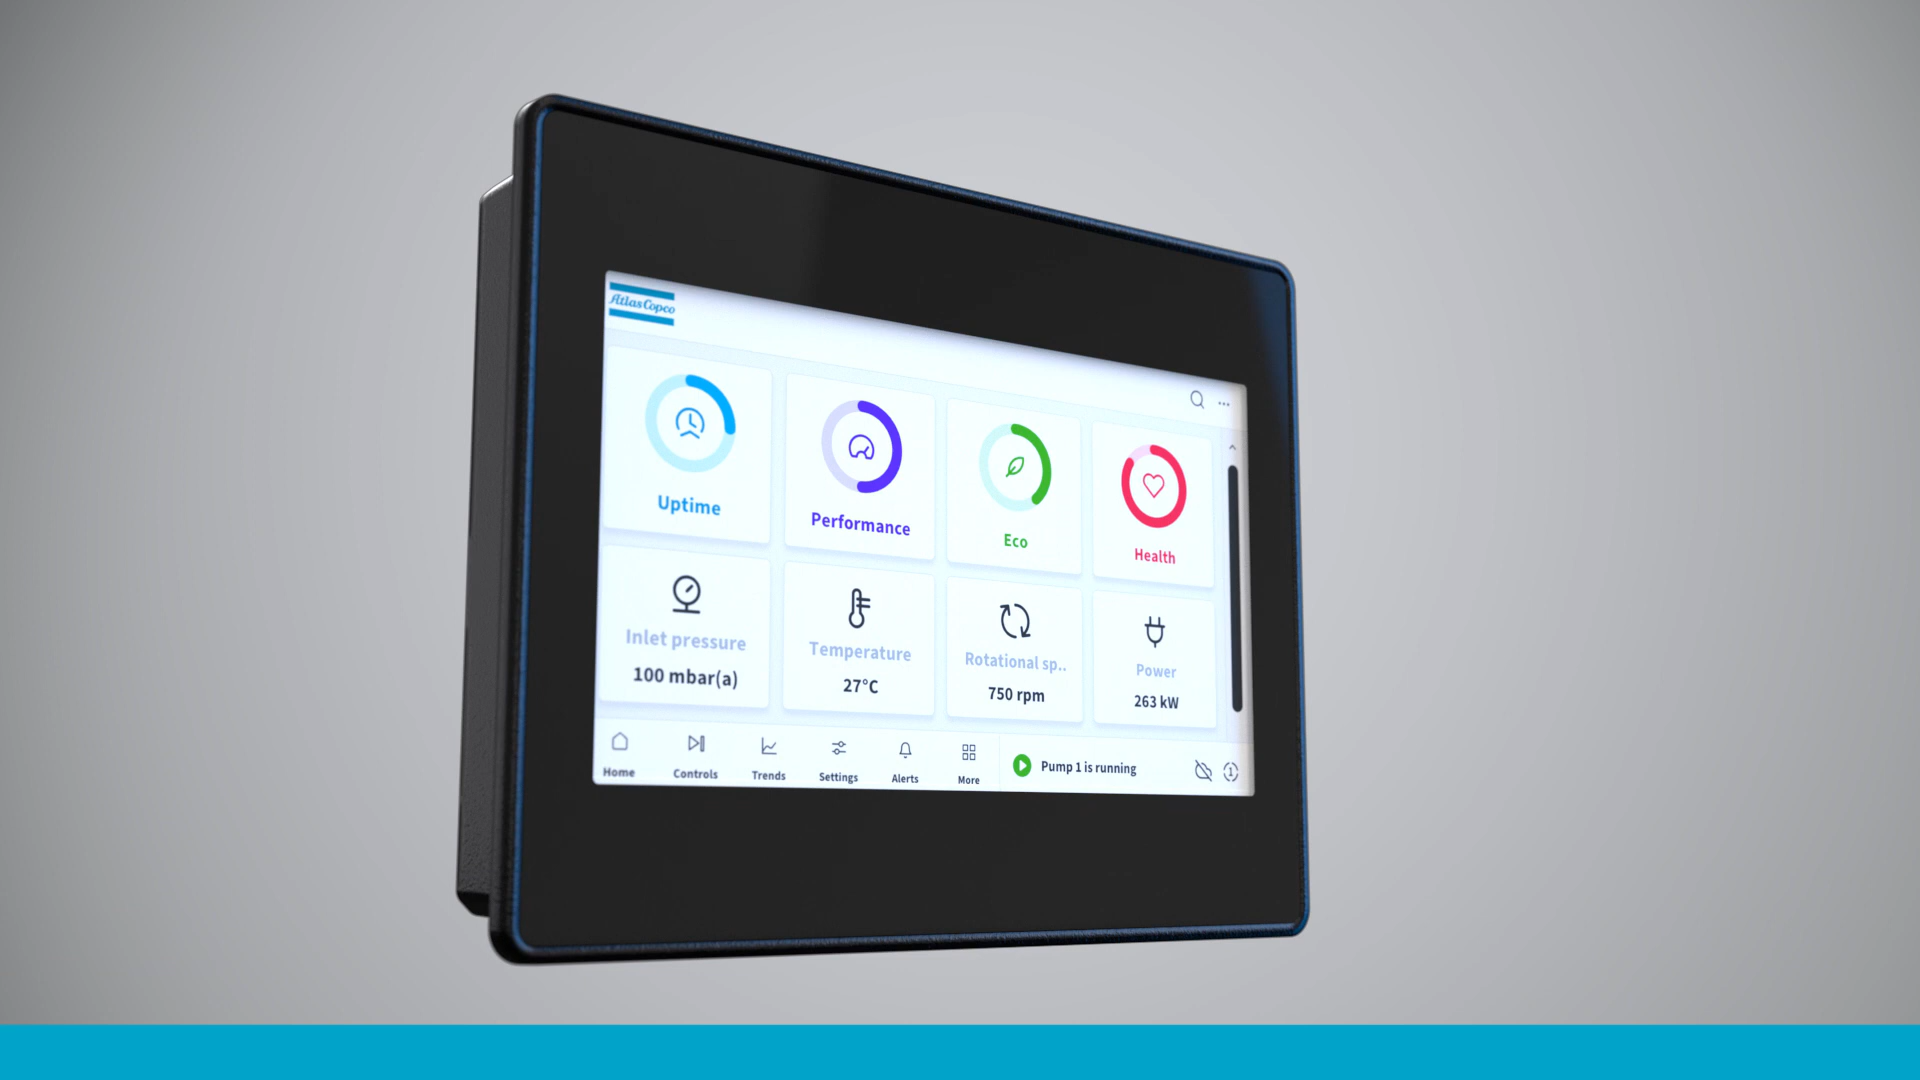 Atlas Copco
Uptime
Performance
Eco
Health
Inlet pressure
100 mbar(a)
Temperature
27°C
Rotational sp..
750 rpm
Power
263 kW
Home
Controls
Trends
Settings
Alerts
More
Pump 1 is running
1